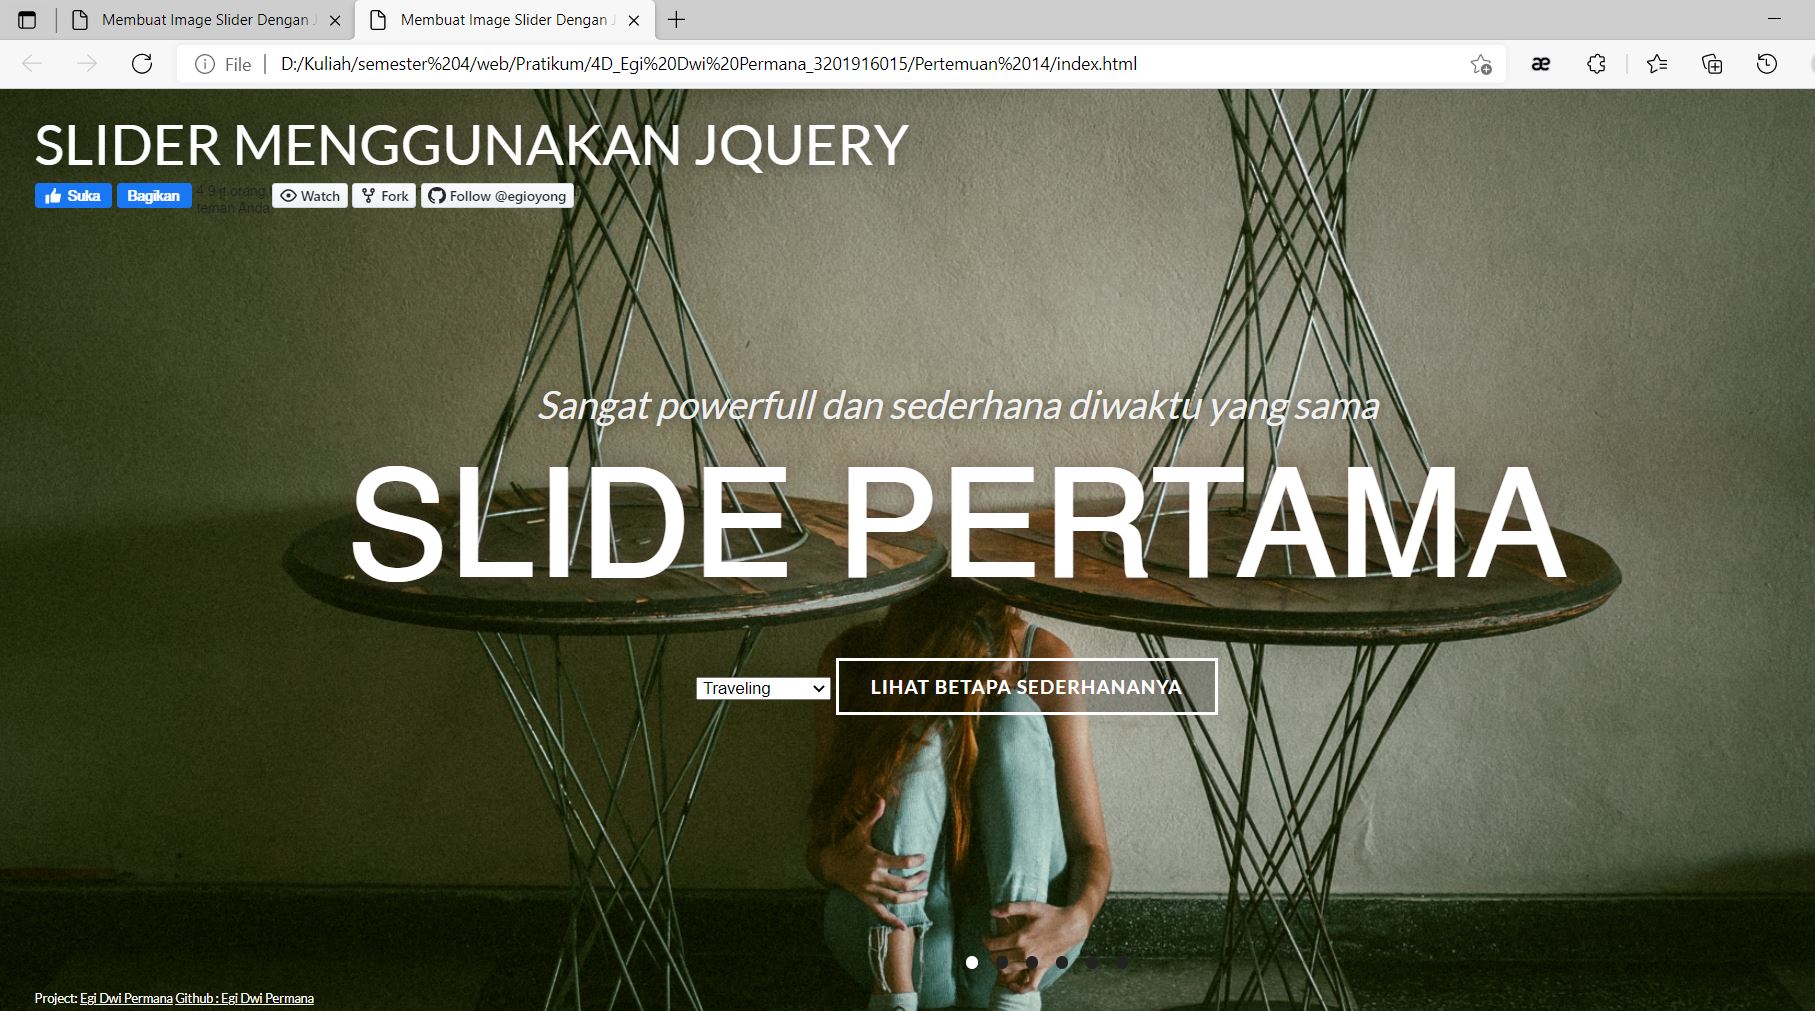 Membuat Image Slider Dengan J
Membuat Image Slider Dengan J
File
D:/Kuliah/semester%204/web/Pratikum/4D_Egi%20Dwi%20Permana_3201916015/Pertemuan%2014/index.html
æ
SLIDER MENGGUNAKAN JQUERY
Suka Bagikan 4,9 jt orang Watch Fork Follow @egioyong
teman Anda.
Sangat powerfull dan sederhana diwaktu yang sama
SLIDE PERTAMA
Traveling LIHAT BETAPA SEDERHANANYA
Project: Egi Dwi Permana Github : Egi Dwi Permana